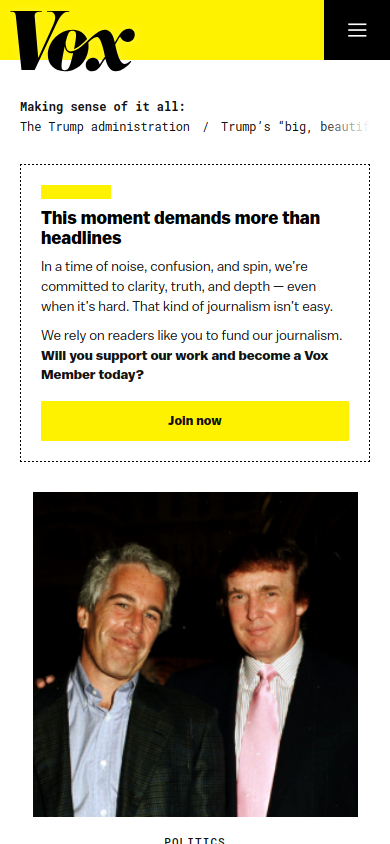 Vox
Making sense of it all:
The Trump administration / Trump's “big, beauti
This moment demands more than
headlines
In a time of noise, confusion, and spin, we’re
committed to clarity, truth, and depth — even
when it’s hard. That kind of journalism isn’t easy.
We rely on readers like you to fund our journalism.
Will you support our work and become a Vox
Member today?
Join now
POLITICS